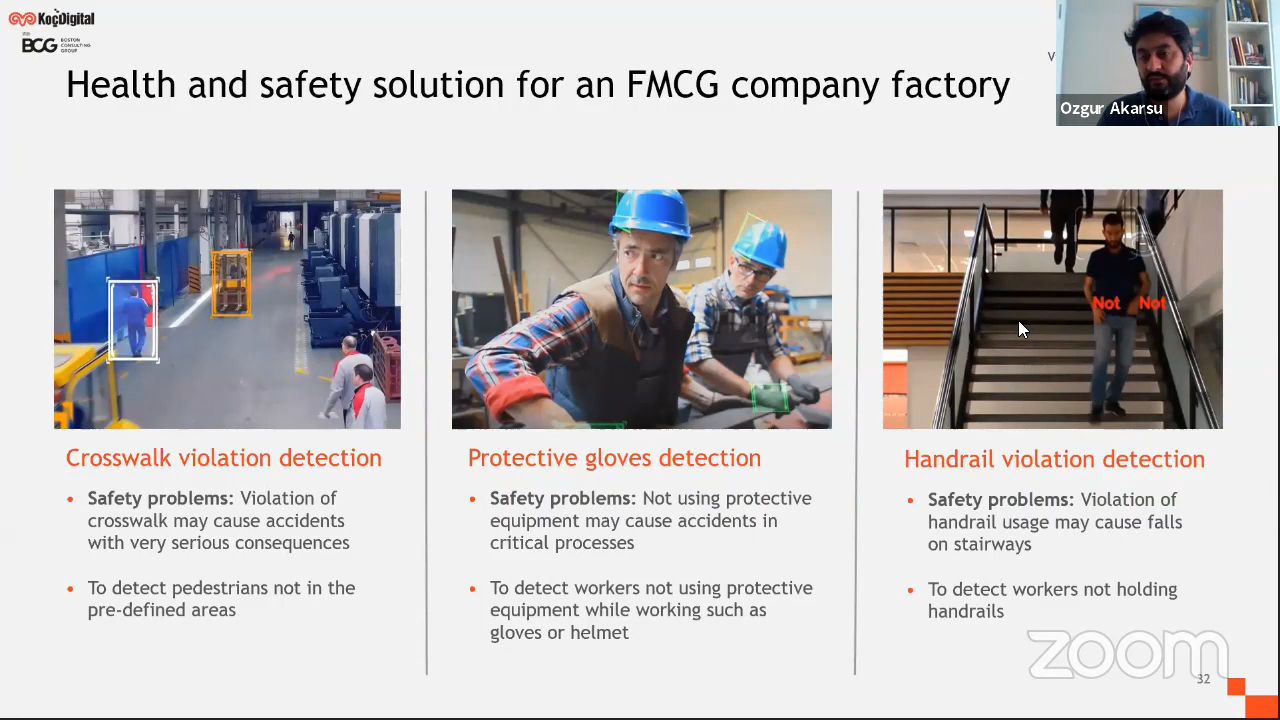 KoçDigital
with
BCG BOSTON
CONSULTING
GROUP
V
Ozgur Akarsu
Health and safety solution for an FMCG company factory
Not Not
Crosswalk violation detection
• Safety problems: Violation of
crosswalk may cause accidents
with very serious consequences
• To detect pedestrians not in the
pre-defined areas
Protective gloves detection
• Safety problems: Not using protective
equipment may cause accidents in
critical processes
• To detect workers not using protective
equipment while working such as
gloves or helmet
Handrail violation detection
• Safety problems: Violation of
handrail usage may cause falls
on stairways
• To detect workers not holding
handrails
zoom
32